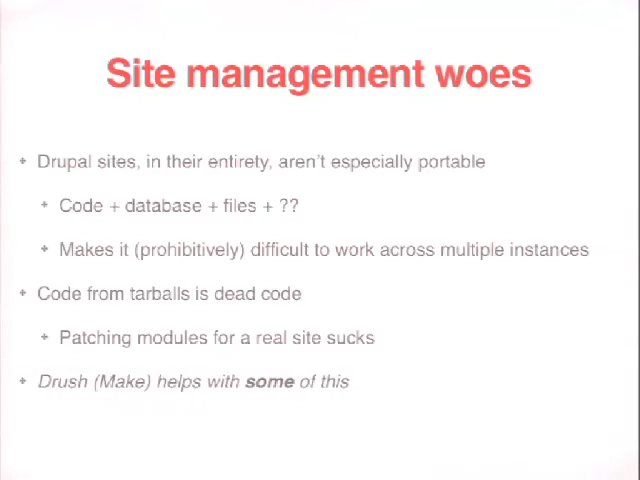 Site management woes
Drupal sites, in their entirety, aren't especially portable
Code + database + files + ??
Makes it (prohibitively) difficult to work across multiple instances
Code from tarballs is dead code
Patching modules for a real site sucks
Drush (Make) helps with some of this